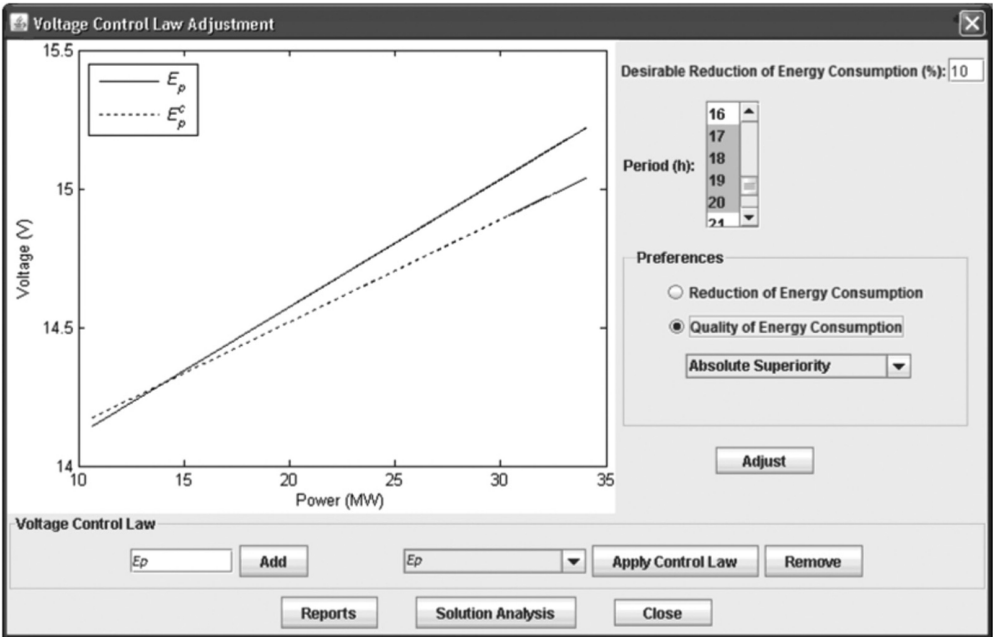 Voltage Control Law Adjustment
15.5
15
14.5
14
Voltage (V)
E_p
E_p^c
10 15 20 25 30 35
Power (MW)
Desirable Reduction of Energy Consumption (%): 10
Period (h):
16
17
18
19
20
21
Preferences
Reduction of Energy Consumption
Quality of Energy Consumption
Absolute Superiority
Adjust
Voltage Control Law
Ep Add Ep Apply Control Law Remove
Reports Solution Analysis Close